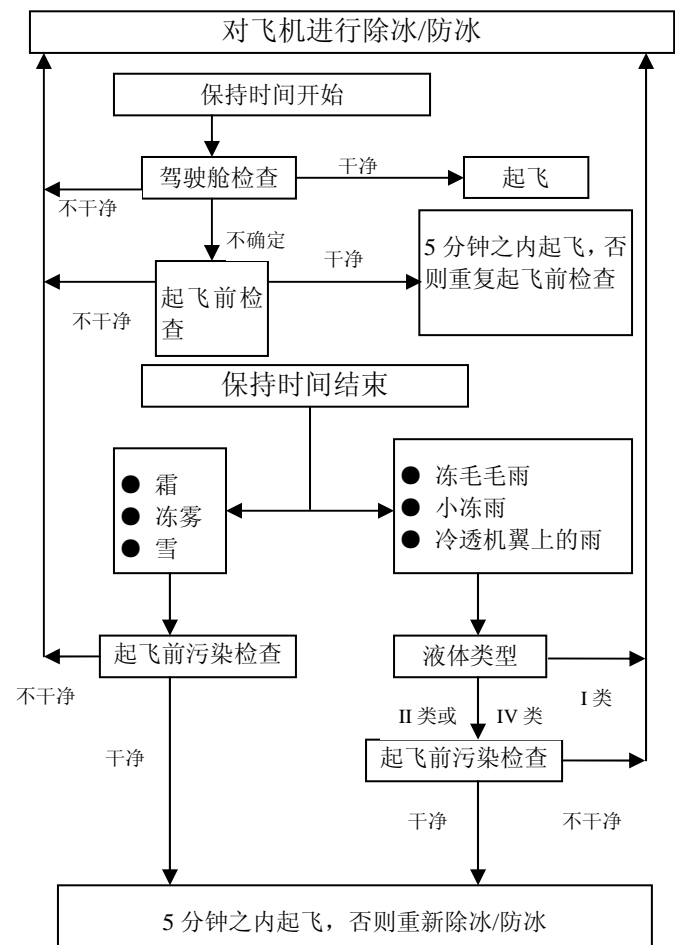 对飞机进行除冰/防冰
保持时间开始
驾驶舱检查
干净
起飞
不干净
不确定
起飞前检
查
干净
5 分钟之内起飞，否
则重复起飞前检查
不干净
保持时间结束
● 霜
● 冻雾
● 雪
● 冻毛毛雨
● 小冻雨
● 冷透机翼上的雨
起飞前污染检查
液体类型
不干净
I 类
II 类或 IV 类
干净
起飞前污染检查
干净
不干净
5 分钟之内起飞，否则重新除冰/防冰